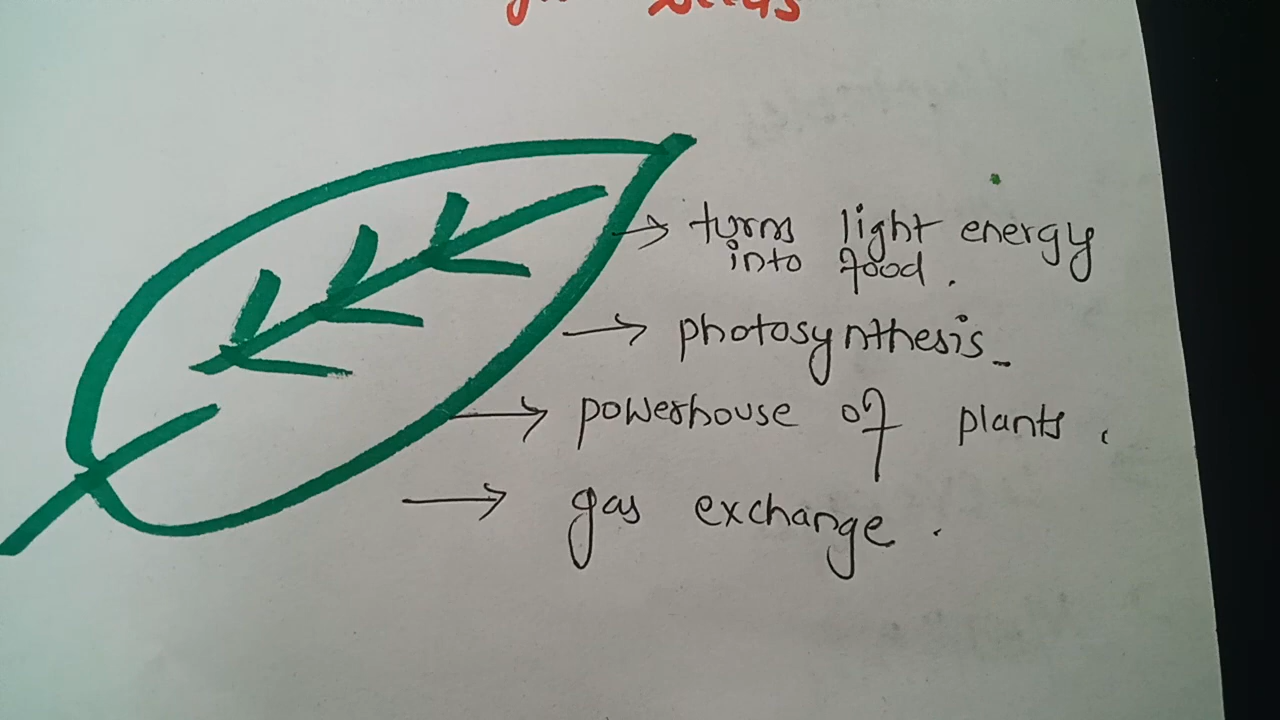 turns light energy
into food.
photosynthesis.
powerhouse of plants.
gas exchange.